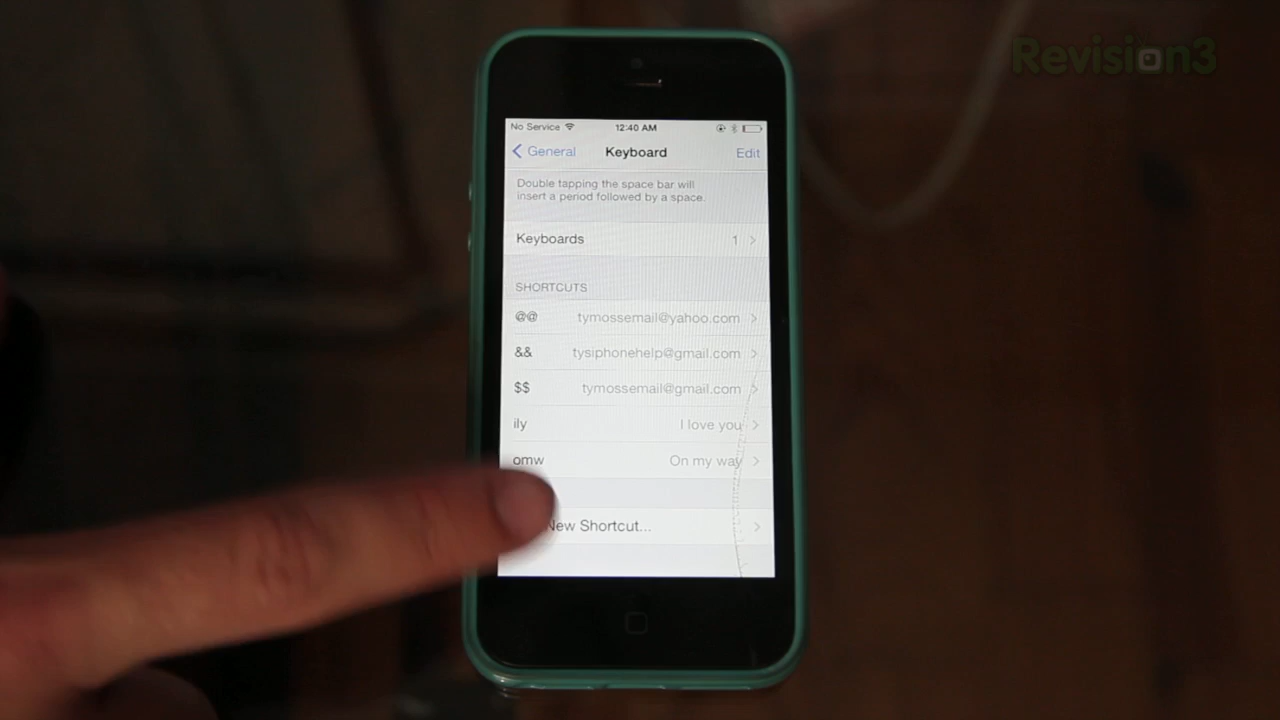 Revision3
No Service 12:40 AM
General Keyboard Edit
Double tapping the space bar will
insert a period followed by a space.
Keyboards 1
SHORTCUTS
@@ tymossemail@yahoo.com
&& tysiphonehelp@gmail.com
$$ tymossemail@gmail.com
ily I love you
omw On my way
New Shortcut...